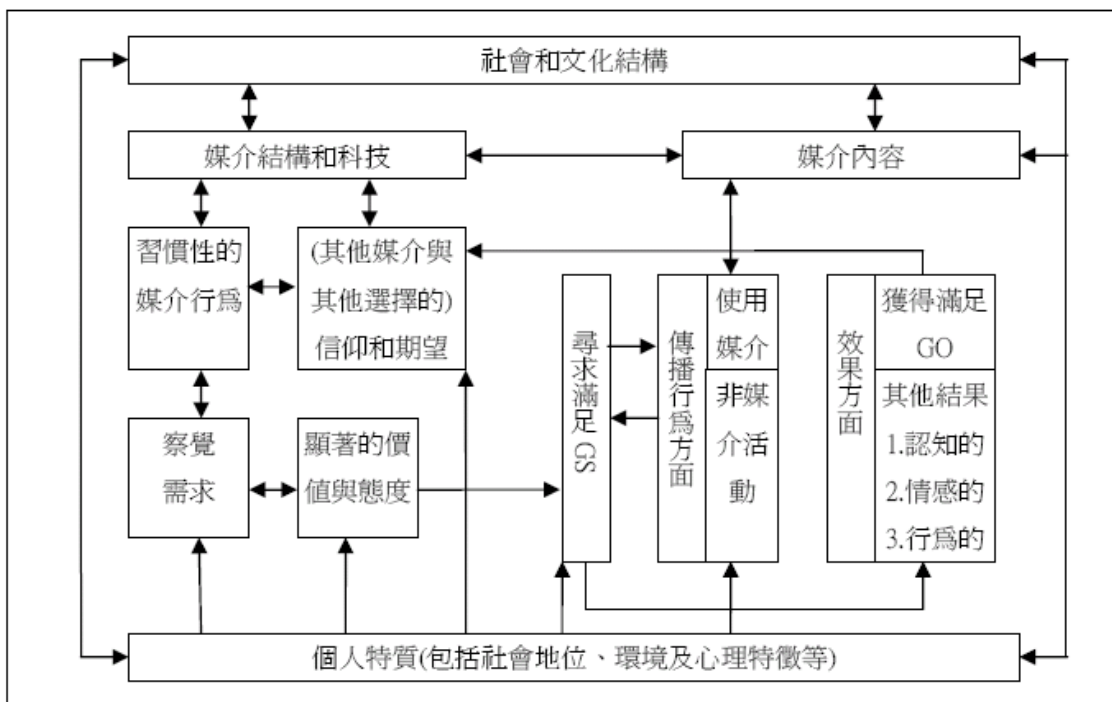 社會和文化結構
媒介結構和科技
媒介內容
習慣性的
媒介行為
(其他媒介與
其他選擇的)
信仰和期望
尋求滿足 GS
傳播行為方面
使用
媒介
非媒
介活
動
效果方面
獲得滿足
GO
其他結果
1.認知的
2.情感的
3.行為的
察覺
需求
顯著的價
值與態度
個人特質(包括社會地位、環境及心理特徵等)